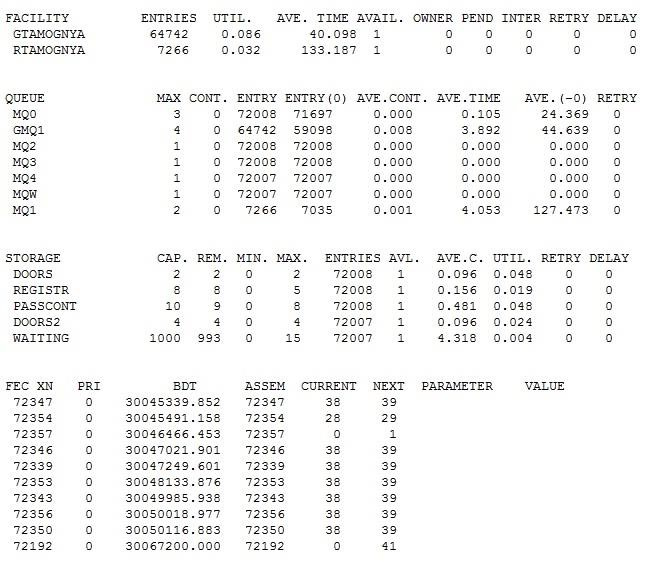 FACILITY ENTRIES UTIL. AVE. TIME AVAIL. OWNER PEND INTER RETRY DELAY
GTAMOGNYA 64742 0.086 40.098 1 0 0 0 0 0
RTAMOGNYA 7266 0.032 133.187 1 0 0 0 0 0
QUEUE MAX CONT. ENTRY ENTRY(0) AVE.CONT. AVE.TIME AVE.(-0) RETRY
MQ0 3 0 72008 71697 0.000 0.105 24.369 0
GMQ1 4 0 64742 59098 0.008 3.892 44.639 0
MQ2 1 0 72008 72008 0.000 0.000 0.000 0
MQ3 1 0 72008 72008 0.000 0.000 0.000 0
MQ4 1 0 72007 72007 0.000 0.000 0.000 0
MQW 1 0 72007 72007 0.000 0.000 0.000 0
MQ1 2 0 7266 7035 0.001 4.053 127.473 0
STORAGE CAP. REM. MIN. MAX. ENTRIES AVL. AVE.C. UTIL. RETRY DELAY
DOORS 2 2 0 2 72008 1 0.096 0.048 0 0
REGISTR 8 8 0 5 72008 1 0.156 0.019 0 0
PASSCONT 10 9 0 8 72008 1 0.481 0.048 0 0
DOORS2 4 4 0 4 72007 1 0.096 0.024 0 0
WAITING 1000 993 0 15 72007 1 4.318 0.004 0 0
FEC XN PRI BDT ASSEM CURRENT NEXT PARAMETER VALUE
72347 0 30045339.852 72347 38 39
72354 0 30045491.158 72354 28 29
72357 0 30046466.453 72357 0 1
72346 0 30047021.901 72346 38 39
72339 0 30047249.601 72339 38 39
72353 0 30048133.876 72353 38 39
72343 0 30049985.938 72343 38 39
72356 0 30050018.977 72356 38 39
72350 0 30050116.883 72350 38 39
72192 0 30067200.000 72192 0 41